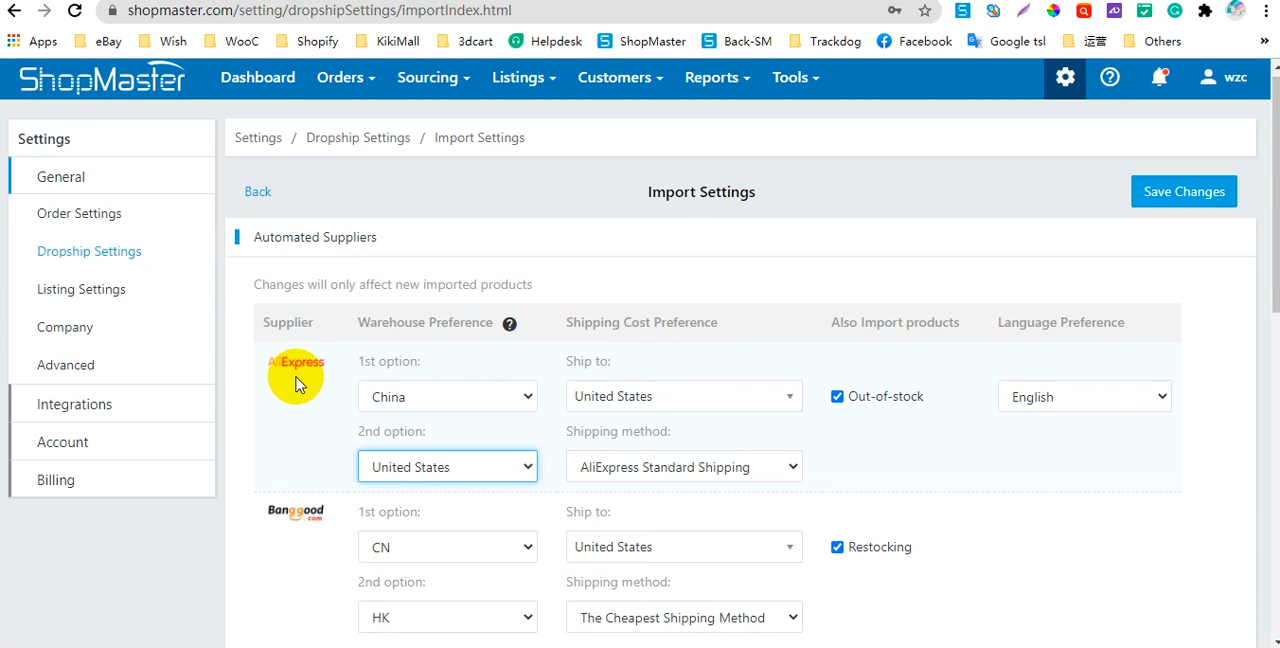 shopmaster.com/setting/dropshipSettings/importIndex.html
Apps eBay Wish WooC Shopify KikiMall 3dcart Helpdesk ShopMaster Back-SM Trackdog Facebook Google tsl 运营 Others »
ShopMaster Dashboard Orders Sourcing Listings Customers Reports Tools wzc
Settings
General
Order Settings
Dropship Settings
Listing Settings
Company
Advanced
Integrations
Account
Billing
Settings / Dropship Settings / Import Settings
Back Import Settings Save Changes
Automated Suppliers
Changes will only affect new imported products
Supplier Warehouse Preference ? Shipping Cost Preference Also Import products Language Preference
AliExpress 1st option: Ship to:
China United States Out-of-stock English
2nd option: Shipping method:
United States AliExpress Standard Shipping
Banggood.com 1st option: Ship to:
CN United States Restocking
2nd option: Shipping method:
HK The Cheapest Shipping Method